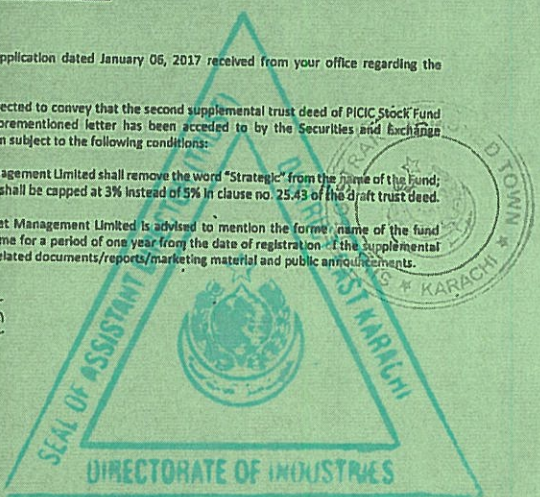 pplication dated January 06, 2017 received from your office regarding the
ected to convey that the second supplemental trust deed of PICIC Stock Fund
orementioned letter has been acceded to by the Securities and Exchange
n subject to the following conditions:
agement Limited shall remove the word "Strategic" from the name of the Fund;
shall be capped at 3% instead of 5% in clause no. 25.43 of the draft trust deed.
et Management Limited is advised to mention the former name of the fund
me for a period of one year from the date of registration f the supplemental
elated documents/reports/marketing material and public announcements.
D TOWN ★
KARACHI
SEAL OF ASSISTANT
KARACHI
DIRECTORATE OF INDUSTRIES